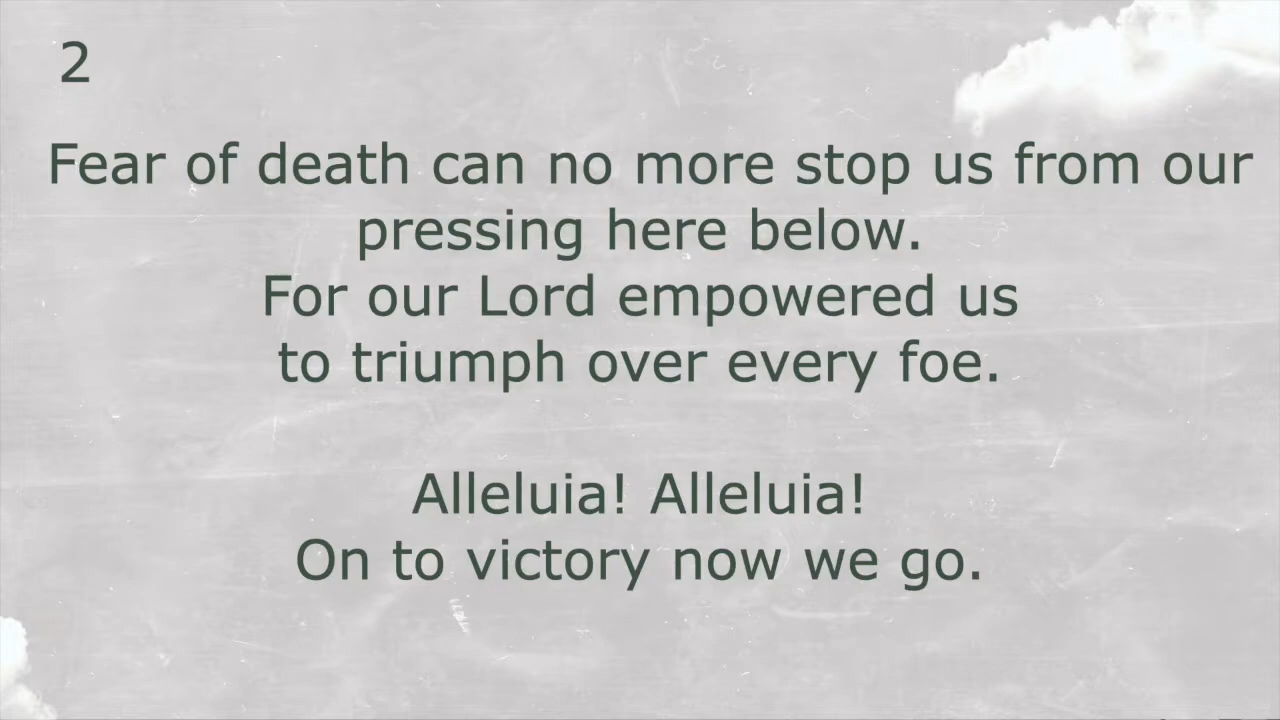 2
Fear of death can no more stop us from our
pressing here below.
For our Lord empowered us
to triumph over every foe.
Alleluia! Alleluia!
On to victory now we go.